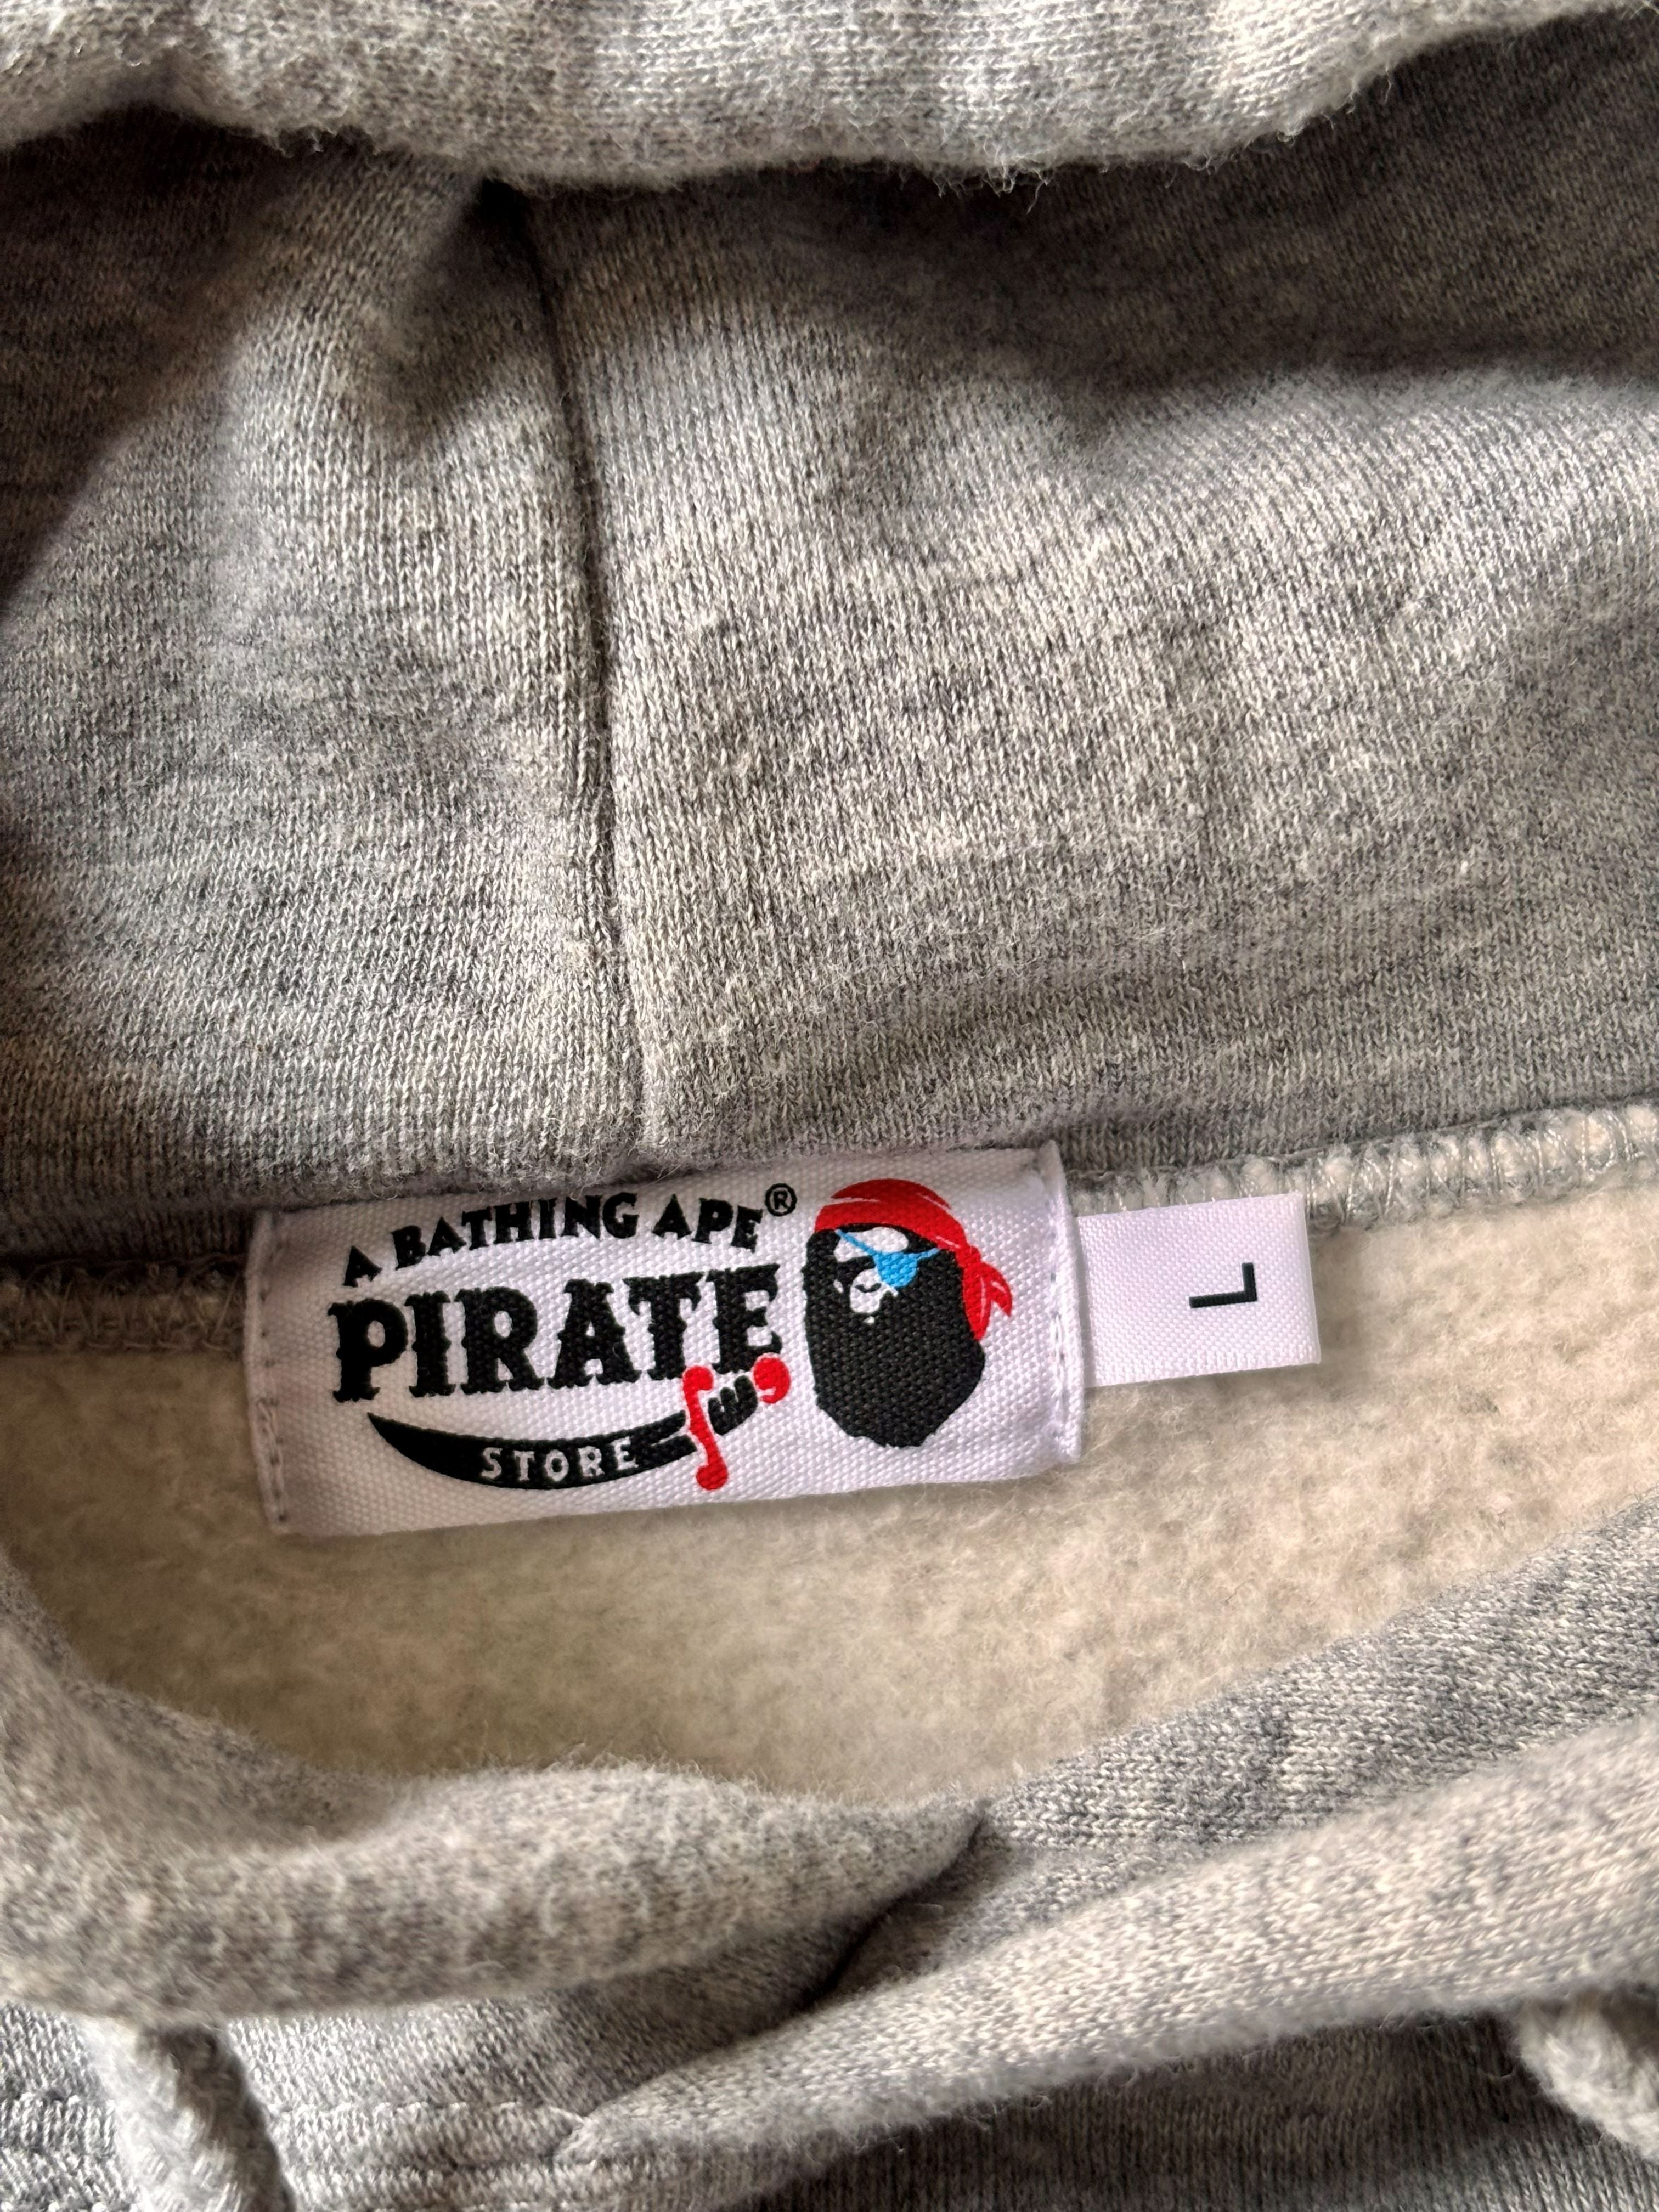 A BATHING APE®
PIRATE
STORE
L